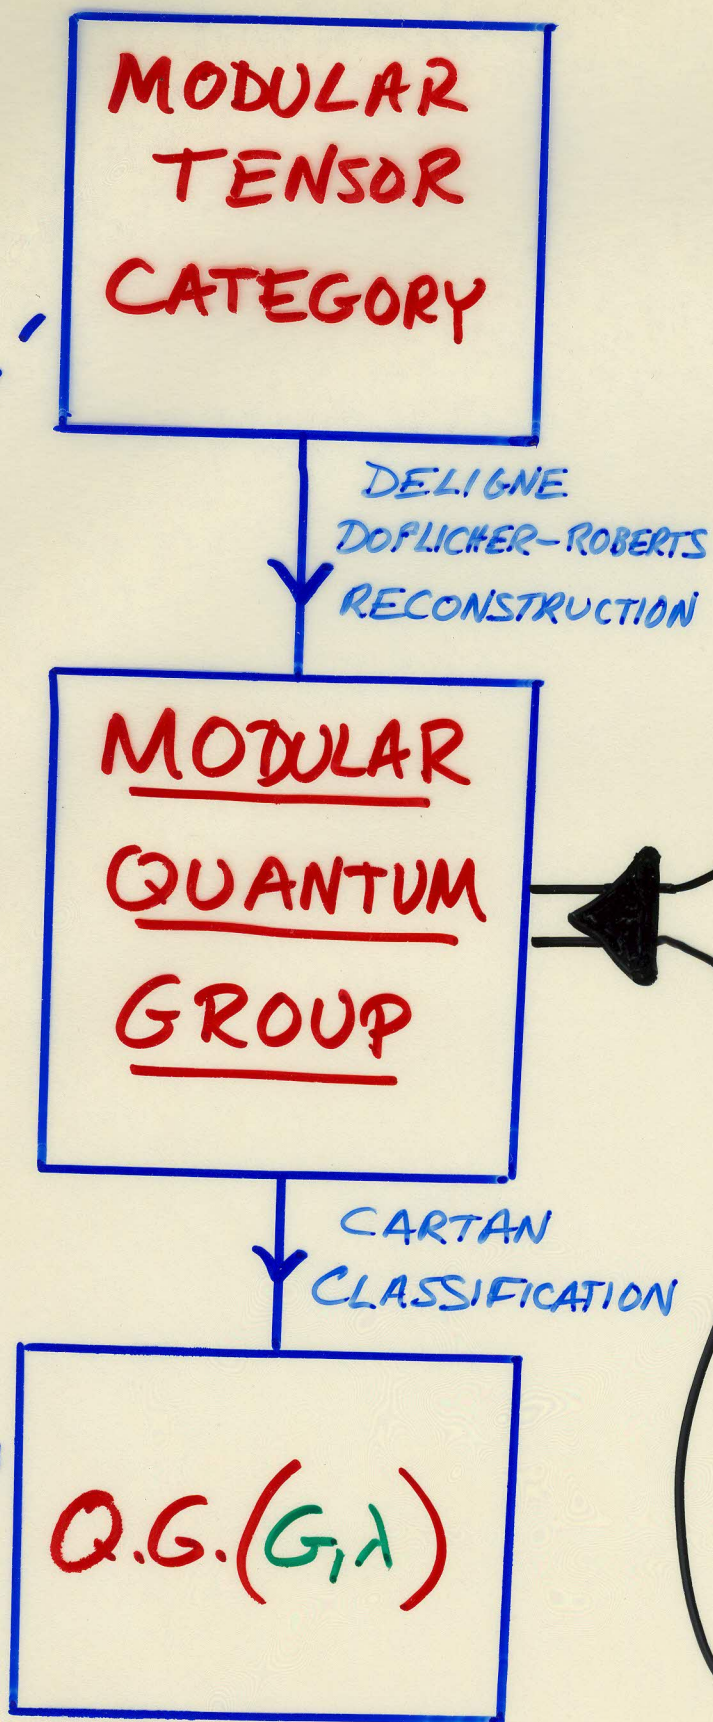 MODULAR
TENSOR
CATEGORY
DELIGNE
DOPLICHER-ROBERTS
RECONSTRUCTION
MODULAR
QUANTUM
GROUP
CARTAN
CLASSIFICATION
Q.G.(G,λ)